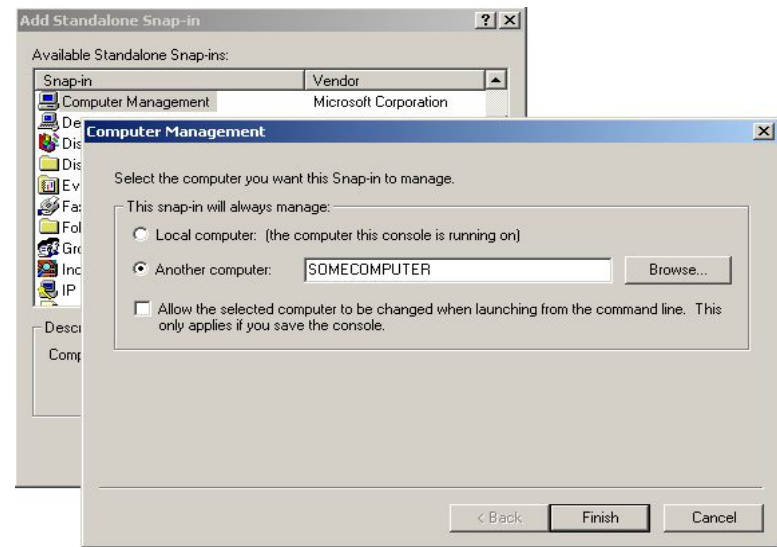 Add Standalone Snap-in
Available Standalone Snap-ins:
Snap-in Vendor
Computer Management Microsoft Corporation
Computer Management
Select the computer you want this Snap-in to manage.
This snap-in will always manage:
Local computer: (the computer this console is running on)
Another computer: SOMECOMPUTER Browse...
Allow the selected computer to be changed when launching from the command line. This
only applies if you save the console.
IP
< Back Finish Cancel